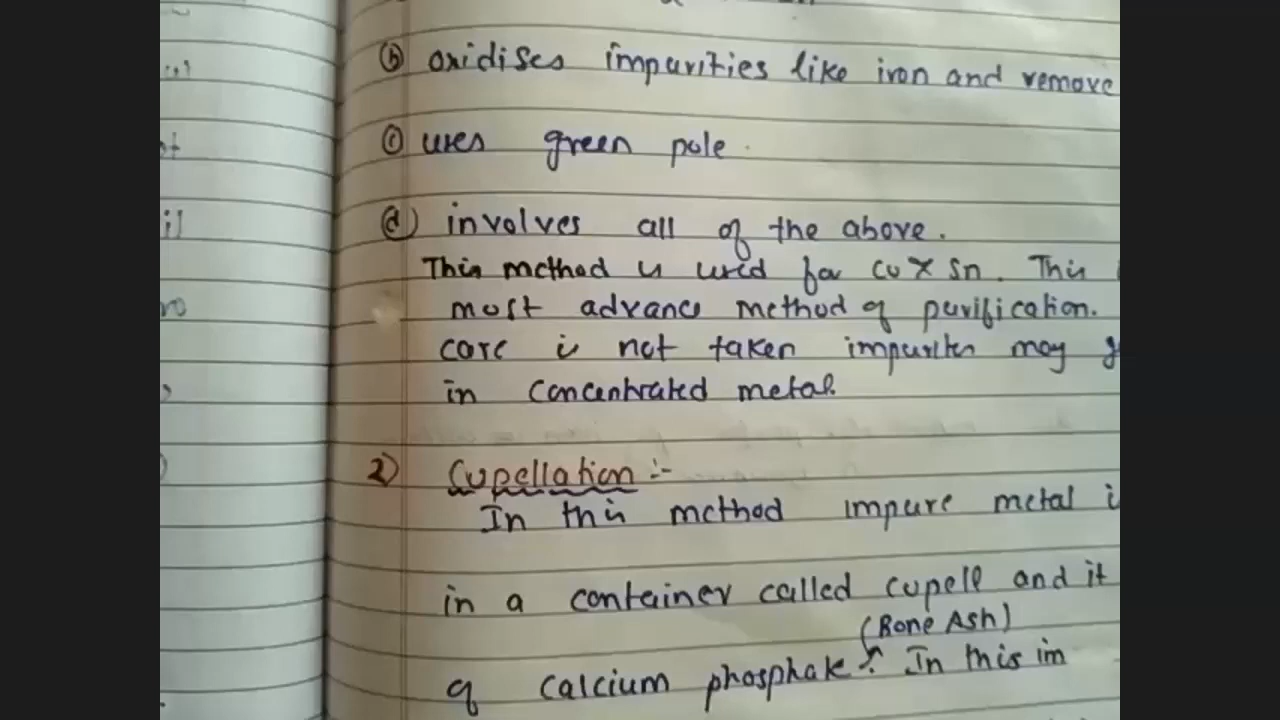 (b) oxidises impurities like iron and remove
(c) uses green pole
(d) involves all of the above.
This method is used for Cu & Sn. This
most advance method of purification.
care is not taken impurites may
in concentrated metal.
2) Cupellation :-
In this method impure metal
in a container called cupell and it
(Bone Ash)
of calcium phosphate. In this im